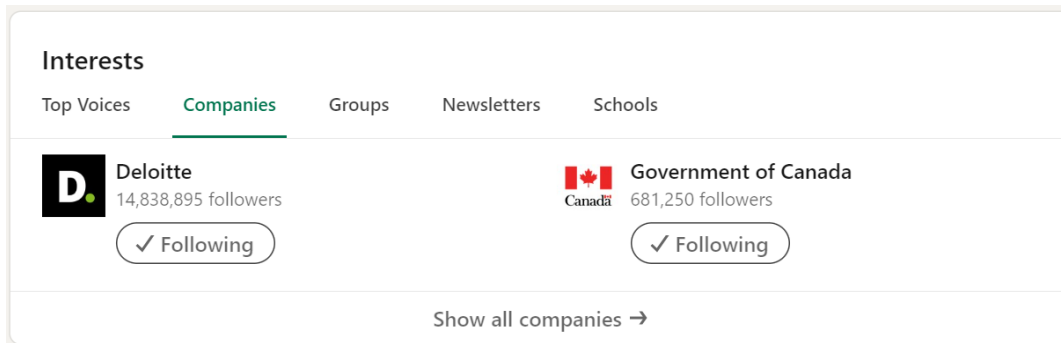 Interests
Top Voices Companies Groups Newsletters Schools
D.
Deloitte
14,838,895 followers
✓ Following
Canada
Government of Canada
681,250 followers
✓ Following
Show all companies →